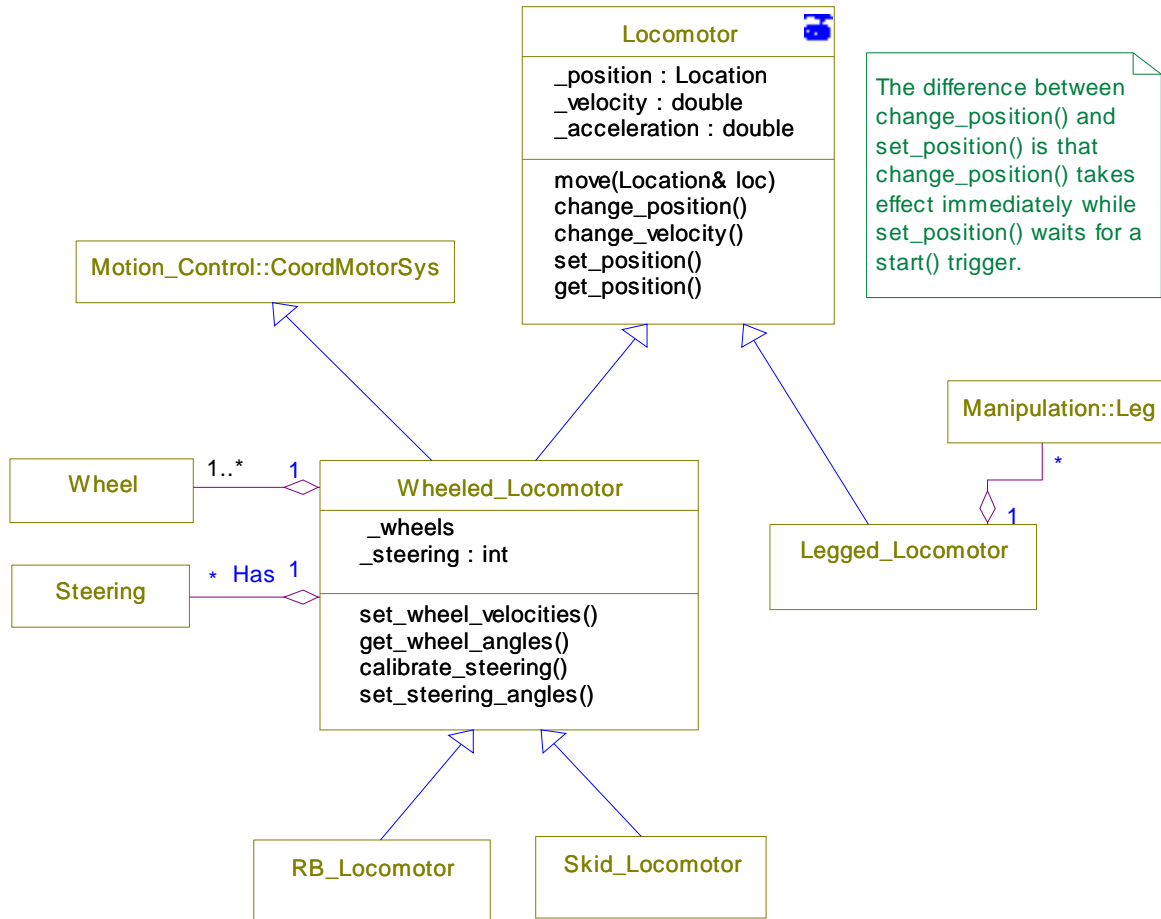 Locomotor
_position : Location
_velocity : double
_acceleration : double
move(Location& loc)
change_position()
change_velocity()
set_position()
get_position()
The difference between
change_position() and
set_position() is that
change_position() takes
effect immediately while
set_position() waits for a
start() trigger.
Motion_Control::CoordMotorSys
Manipulation::Leg
*
1
Legged_Locomotor
Wheel
1..*
1
Steering
* Has 1
Wheeled_Locomotor
_wheels
_steering : int
set_wheel_velocities()
get_wheel_angles()
calibrate_steering()
set_steering_angles()
RB_Locomotor
Skid_Locomotor